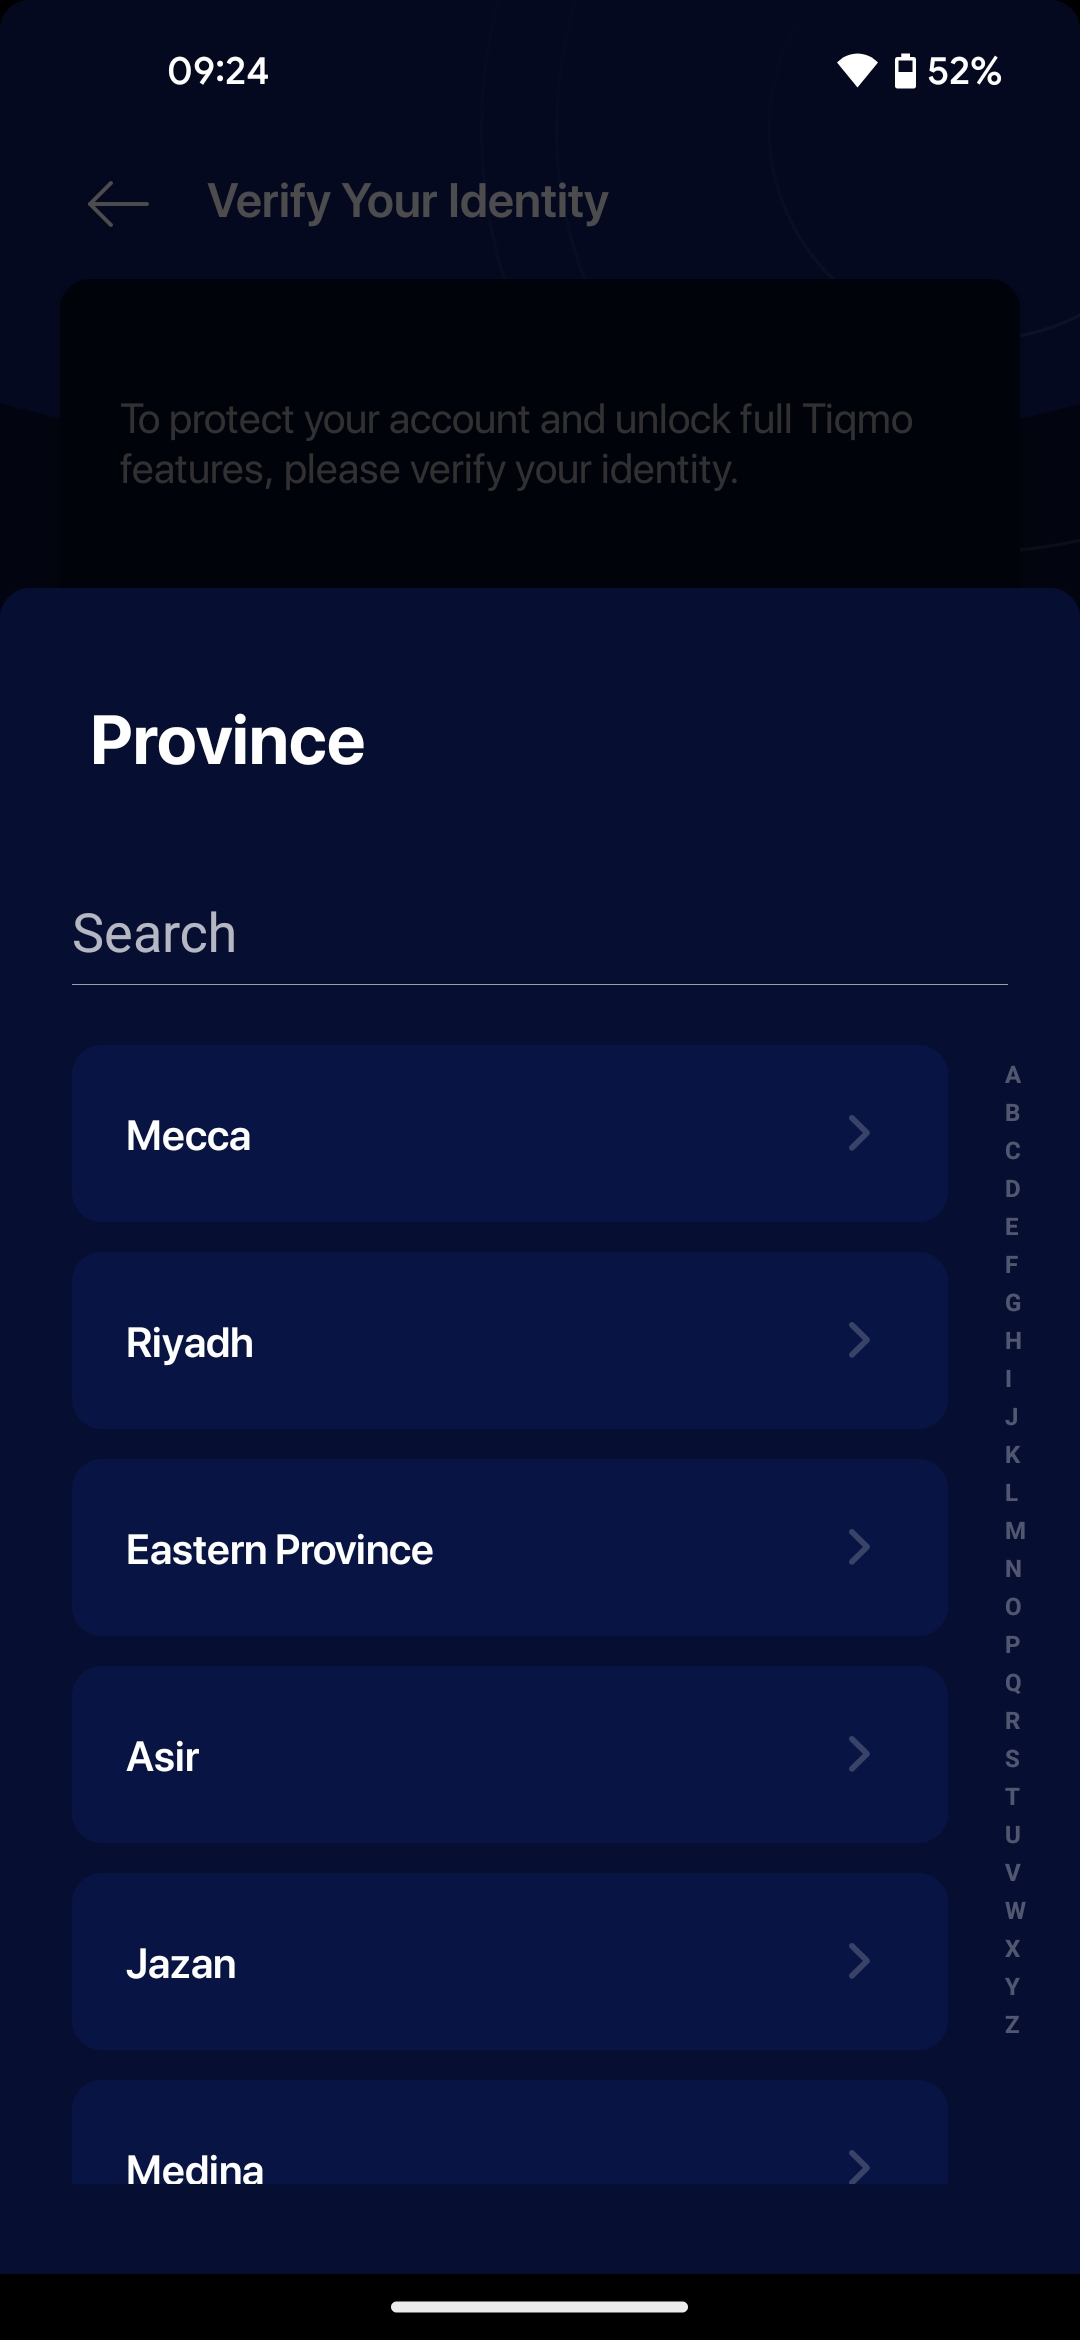 09:24
52%
Verify Your Identity
To protect your account and unlock full Tiqmo
features, please verify your identity.
Province
Search
Mecca
Riyadh
Eastern Province
Asir
Jazan
Medina
A
B
C
D
E
F
G
H
I
J
K
L
M
N
O
P
Q
R
S
T
U
V
W
X
Y
Z